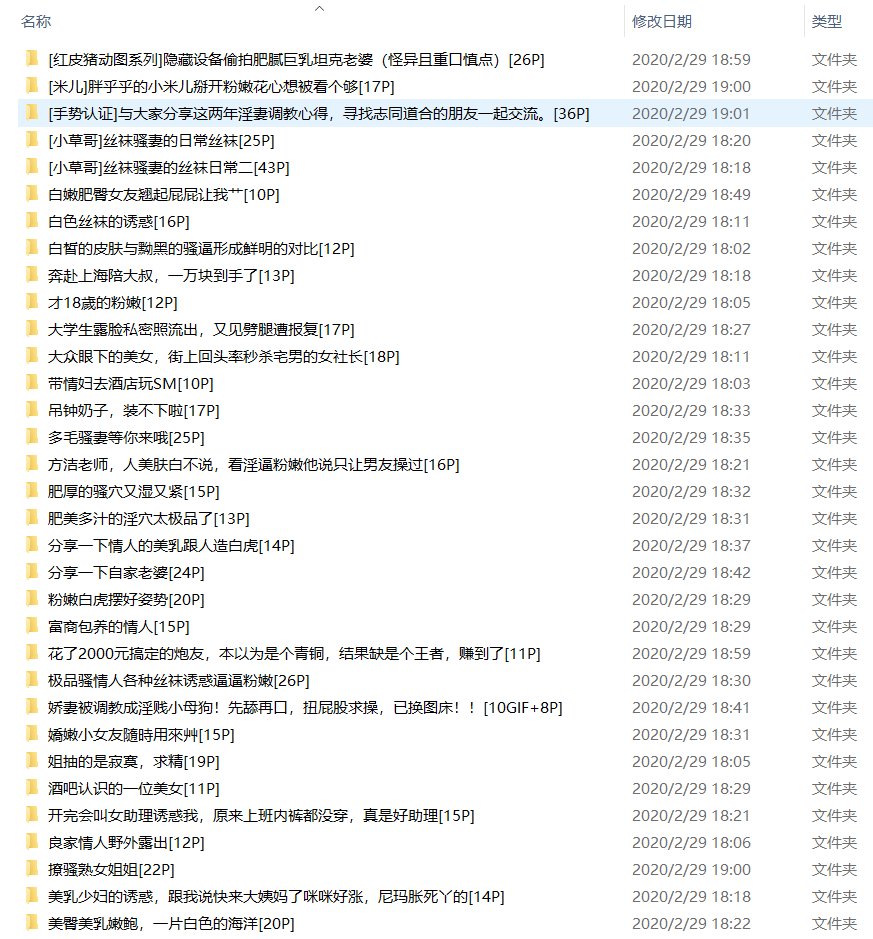 名称 修改日期 类型
[红皮猪动图系列]隐藏设备偷拍肥腻巨乳坦克老婆（怪异且重口慎点）[26P] 2020/2/29 18:59 文件夹
[米儿]胖乎乎的小米儿掰开粉嫩花心想被看个够[17P] 2020/2/29 19:00 文件夹
[手势认证]与大家分享这两年淫妻调教心得，寻找志同道合的朋友一起交流。[36P] 2020/2/29 19:01 文件夹
[小草哥]丝袜骚妻的日常丝袜[25P] 2020/2/29 18:20 文件夹
[小草哥]丝袜骚妻的丝袜日常二[43P] 2020/2/29 18:18 文件夹
白嫩肥臀女友翘起屁屁让我艹[10P] 2020/2/29 18:49 文件夹
白色丝袜的诱惑[16P] 2020/2/29 18:11 文件夹
白皙的皮肤与黝黑的骚逼形成鲜明的对比[12P] 2020/2/29 18:02 文件夹
奔赴上海陪大叔，一万块到手了[13P] 2020/2/29 18:18 文件夹
才18歲的粉嫩[12P] 2020/2/29 18:05 文件夹
大学生露脸私密照流出，又见劈腿遭报复[17P] 2020/2/29 18:27 文件夹
大众眼下的美女，街上回头率秒杀宅男的女社长[18P] 2020/2/29 18:11 文件夹
带情妇去酒店玩SM[10P] 2020/2/29 18:03 文件夹
吊钟奶子，装不下啦[17P] 2020/2/29 18:33 文件夹
多毛骚妻等你来哦[25P] 2020/2/29 18:35 文件夹
方洁老师，人美肤白不说，看淫逼粉嫩他说只让男友操过[16P] 2020/2/29 18:21 文件夹
肥厚的骚穴又湿又紧[15P] 2020/2/29 18:32 文件夹
肥美多汁的淫穴太极品了[13P] 2020/2/29 18:31 文件夹
分享一下情人的美乳跟人造白虎[14P] 2020/2/29 18:37 文件夹
分享一下自家老婆[24P] 2020/2/29 18:42 文件夹
粉嫩白虎摆好姿势[20P] 2020/2/29 18:29 文件夹
富商包养的情人[15P] 2020/2/29 18:29 文件夹
花了2000元搞定的炮友，本以为是个青铜，结果缺是个王者，赚到了[11P] 2020/2/29 18:59 文件夹
极品骚情人各种丝袜诱惑逼逼粉嫩[26P] 2020/2/29 18:30 文件夹
娇妻被调教成淫贱小母狗！先舔再口，扭屁股求操，已换图床！！[10GIF+8P] 2020/2/29 18:41 文件夹
嬌嫩小女友隨時用來艸[15P] 2020/2/29 18:31 文件夹
姐抽的是寂寞，求精[19P] 2020/2/29 18:05 文件夹
酒吧认识的一位美女[11P] 2020/2/29 18:29 文件夹
开完会叫女助理诱惑我，原来上班内裤都没穿，真是好助理[15P] 2020/2/29 18:21 文件夹
良家情人野外露出[12P] 2020/2/29 18:06 文件夹
撩骚熟女姐姐[22P] 2020/2/29 19:00 文件夹
美乳少妇的诱惑，跟我说快来大姨妈了咪咪好涨，尼玛胀死丫的[14P] 2020/2/29 18:18 文件夹
美臀美乳嫩鲍，一片白色的海洋[20P] 2020/2/29 18:22 文件夹